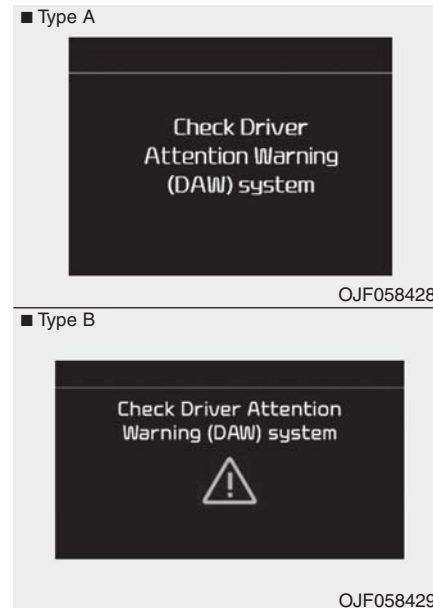 ■ Type A
Check Driver
Attention Warning
(DAW) system
OJF058428
■ Type B
Check Driver Attention
Warning (DAW) system
OJF058429